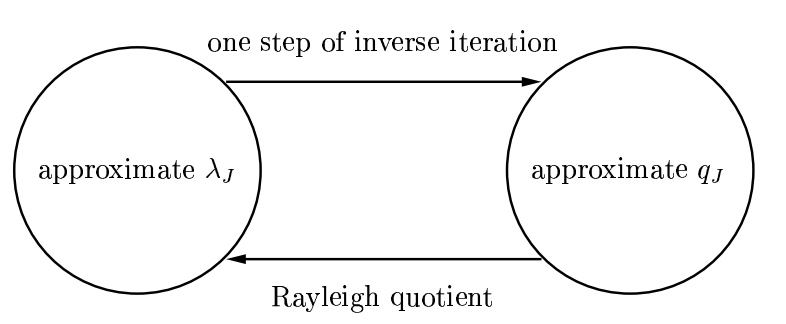 one step of inverse iteration
approximate λ_J
approximate q_J
Rayleigh quotient